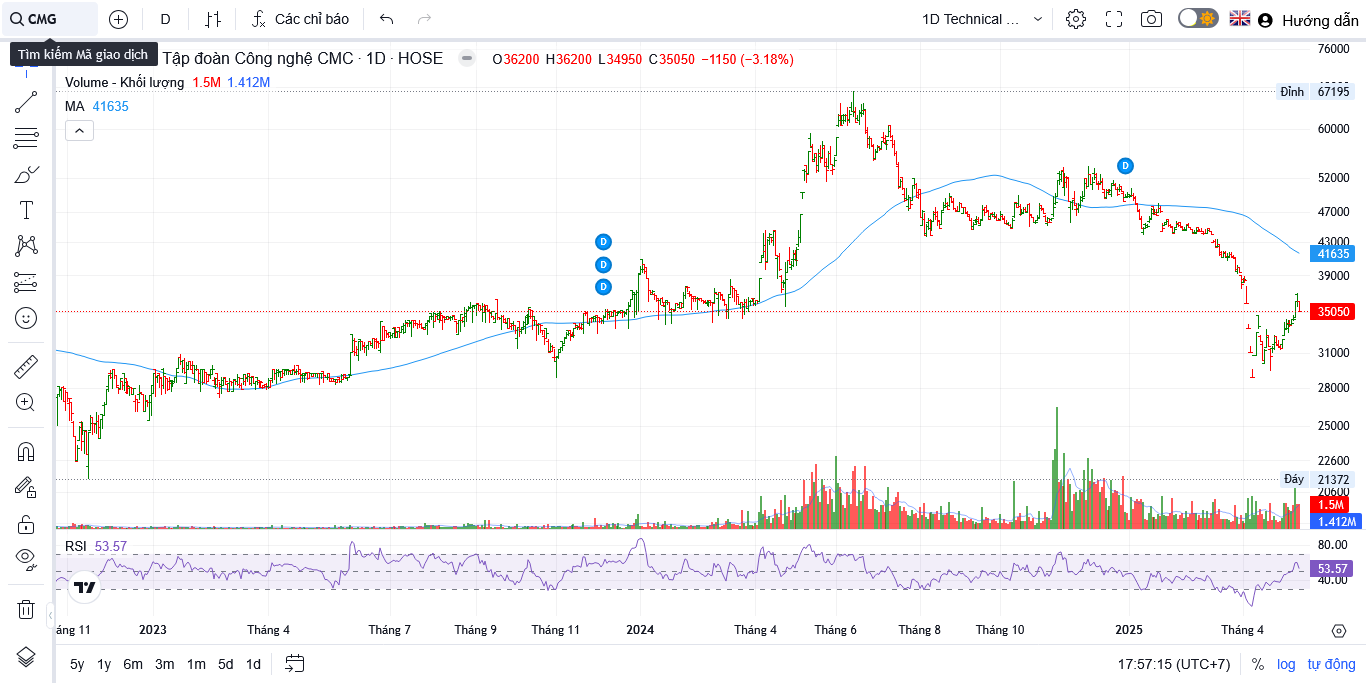 CMG
D
Các chỉ báo
1D Technical ...
Hướng dẫn
Tìm kiếm Mã giao dịch
Tập đoàn Công nghệ CMC · 1D · HOSE
O36200 H36200 L34950 C35050 −1150 (−3.18%)
Volume - Khối lượng 1.5M 1.412M
MA 41635
76000
Đỉnh 67195
60000
D
52000
47000
D
43000
41635
D
39000
D
35050
31000
28000
25000
22600
Đáy 21372
20600
1.5M
1.412M
RSI 53.57
80.00
53.57
40.00
áng 11 2023 Tháng 4 Tháng 7 Tháng 9 Tháng 11 2024 Tháng 4 Tháng 6 Tháng 8 Tháng 10 2025 Tháng 4
5y 1y 6m 3m 1m 5d 1d
17:57:15 (UTC+7) % log tự động